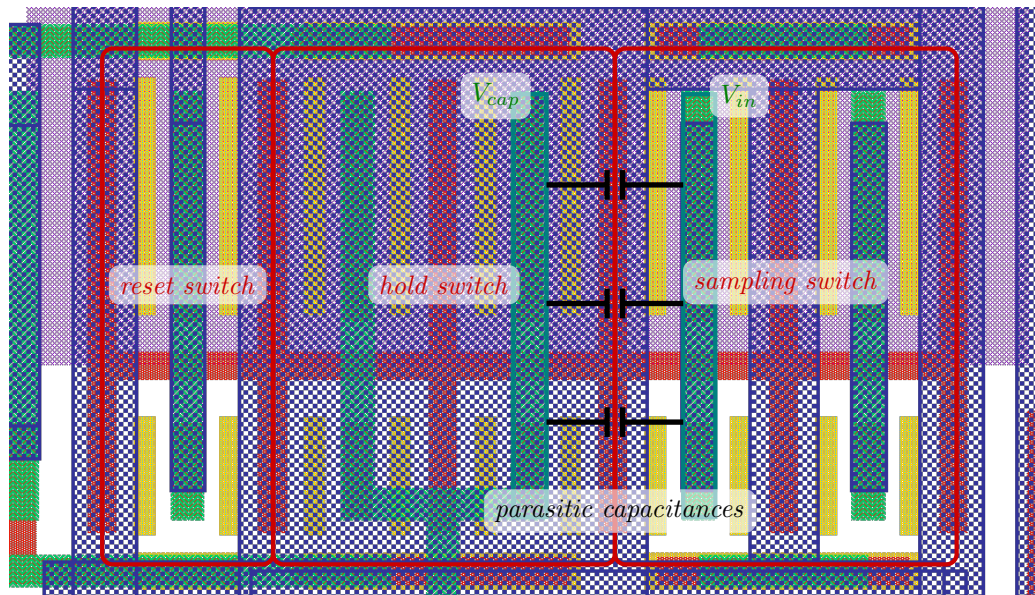 V_cap
V_in
reset switch
hold switch
sampling switch
parasitic capacitances